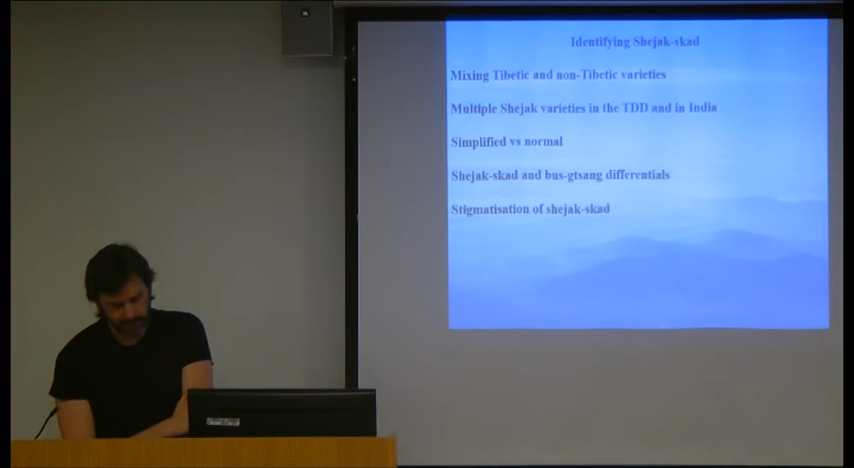 Identifying Shejak-skad
Mixing Tibetic and non-Tibetic varieties
Multiple Shejak varieties in the TDD and in India
Simplified vs normal
Shejak-skad and bus-gtsang differentials
Stigmatisation of shejak-skad